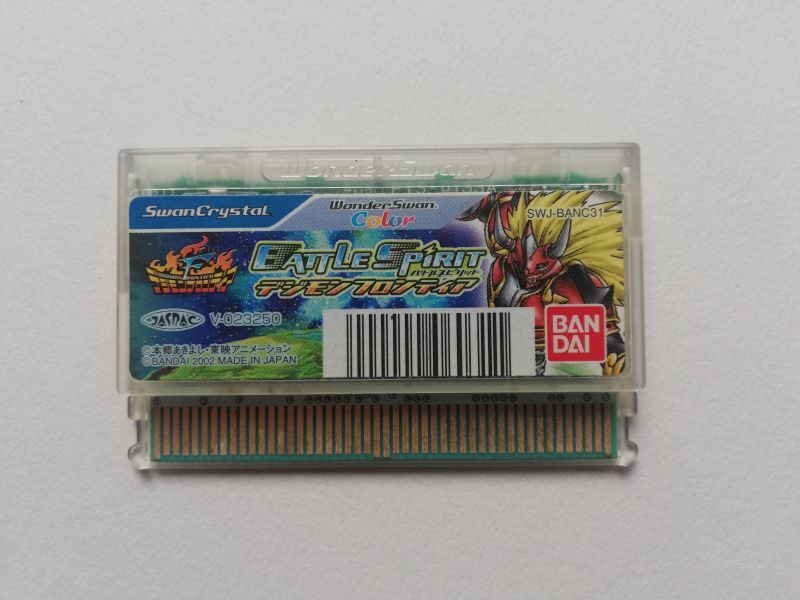 WonderSwan
SwanCrystal
WonderSwan
Color
SWJ-BANC31
BATTLE SPIRIT
バトルスピリット
デジモンフロンティア
JASRAC V-023250
BAN
DAI
©本郷あきよし・東映アニメーション
©BANDAI 2002 MADE IN JAPAN